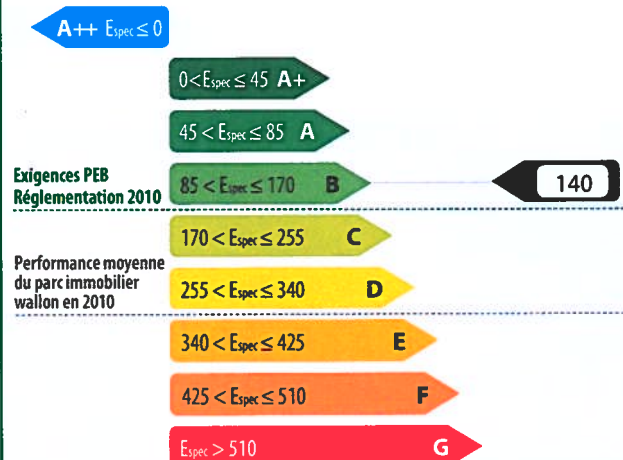 A++ Espec ≤ 0
0 < Espec ≤ 45 A+
45 < Espec ≤ 85 A
Exigences PEB
Réglementation 2010
85 < Espec ≤ 170 B
140
170 < Espec ≤ 255 C
Performance moyenne
du parc immobilier
wallon en 2010
255 < Espec ≤ 340 D
340 < Espec ≤ 425 E
425 < Espec ≤ 510 F
Espec > 510 G